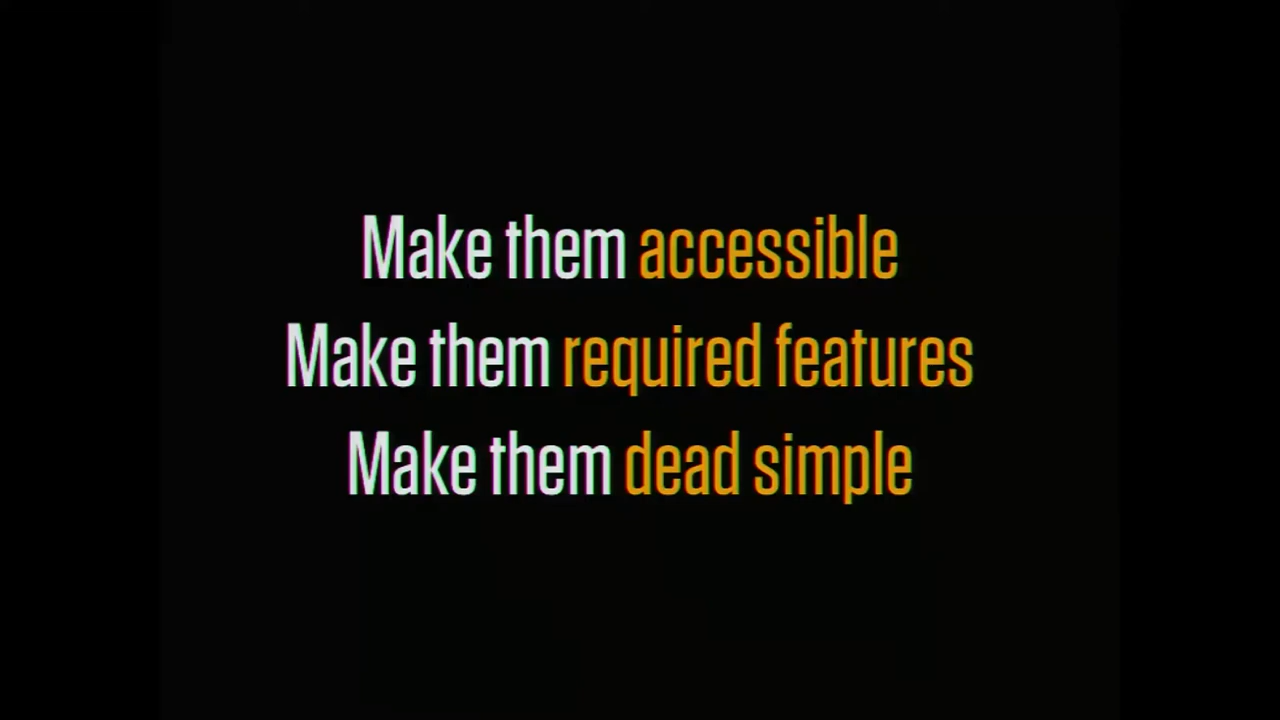 Make them accessible
Make them required features
Make them dead simple